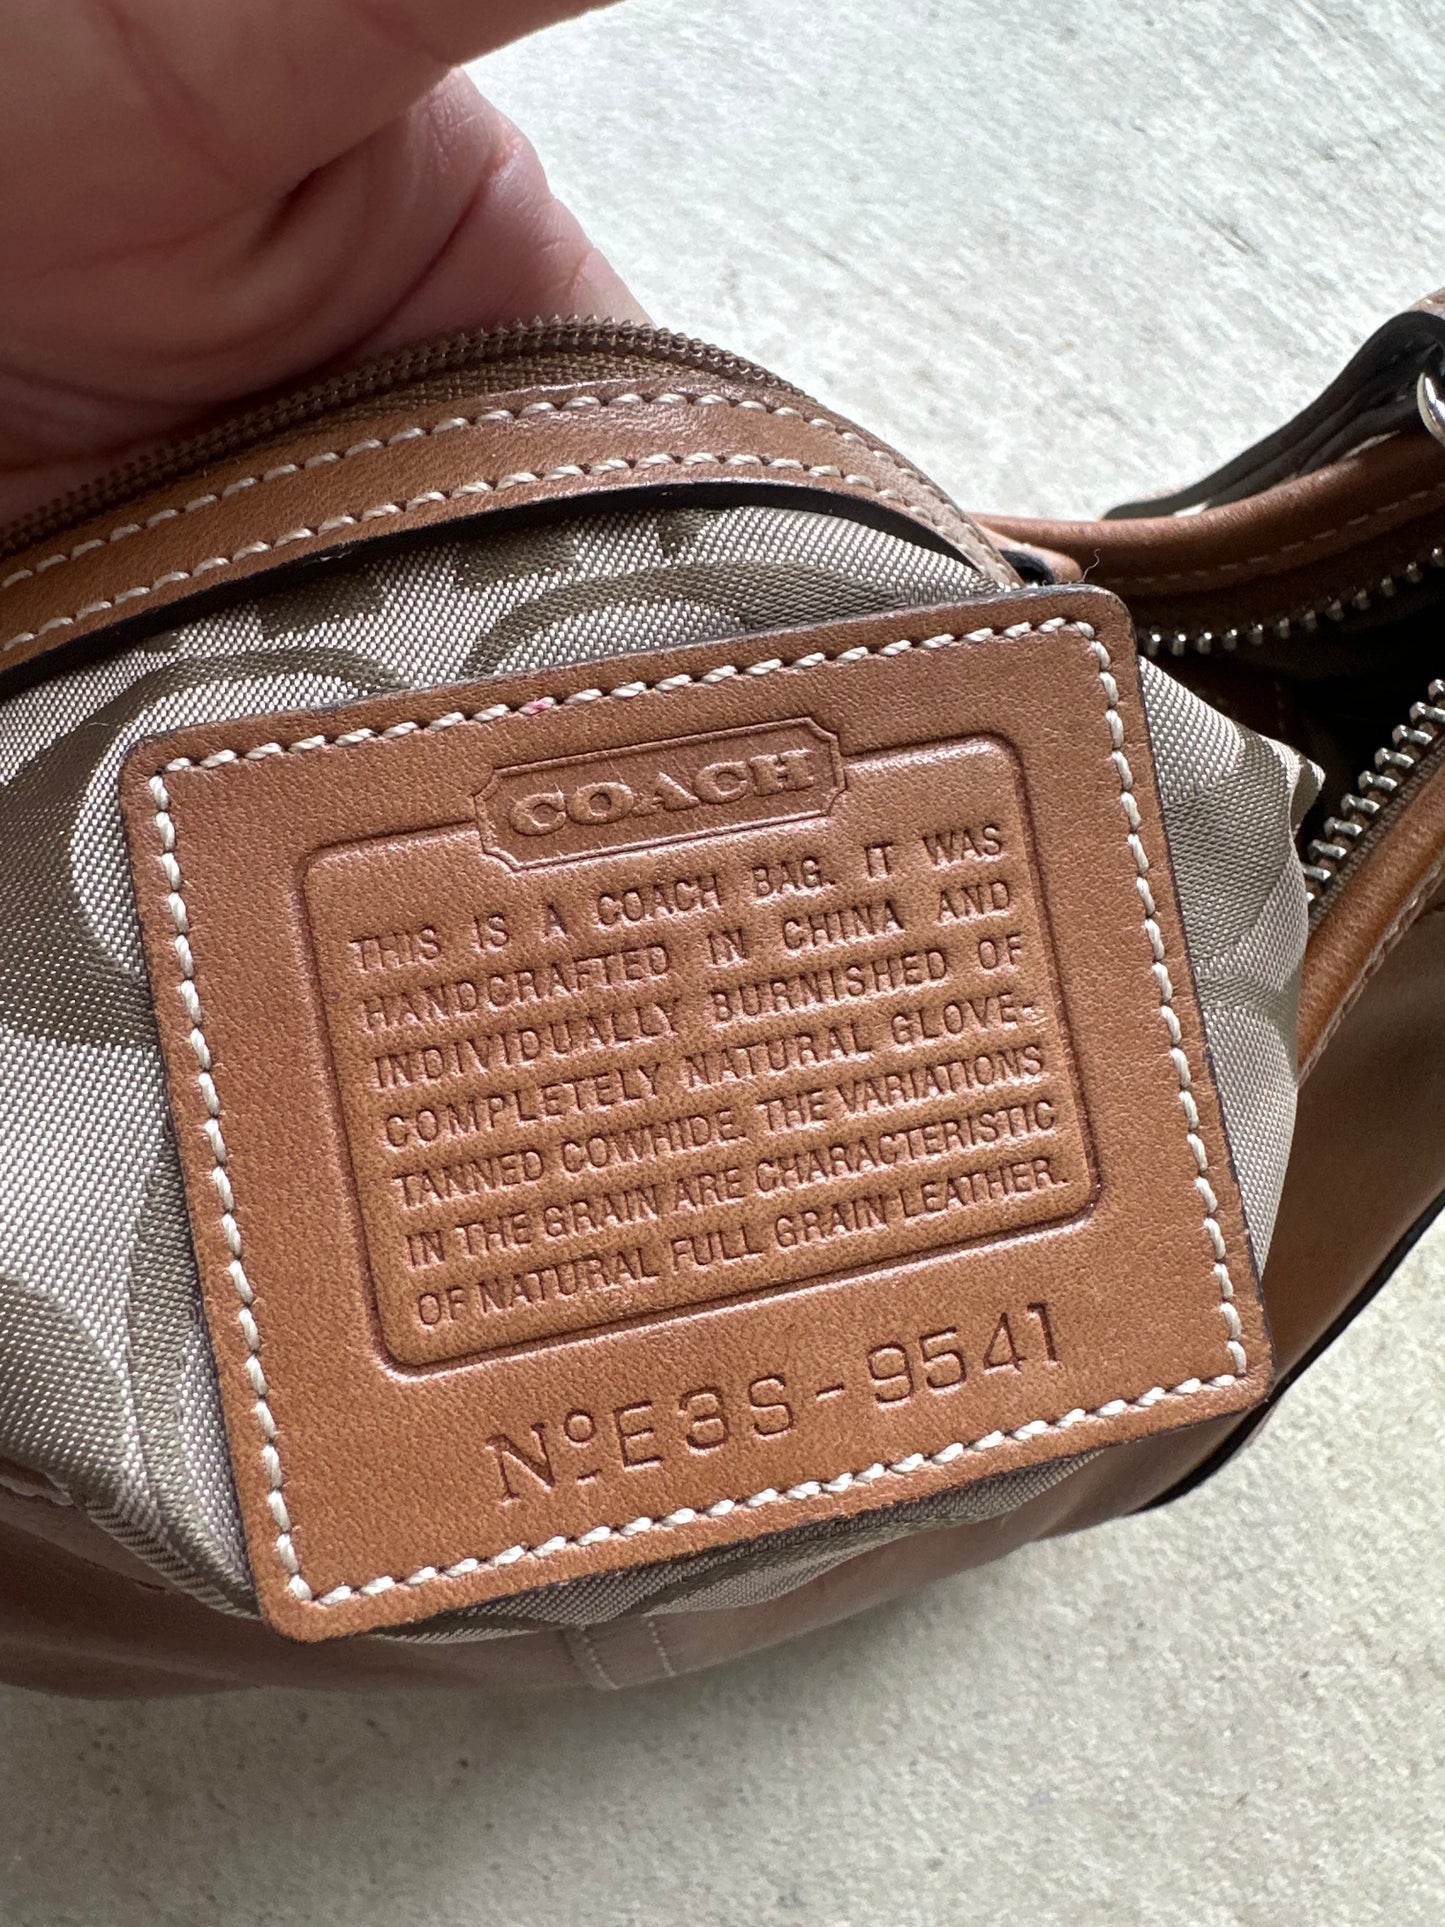 COACH
THIS IS A COACH BAG. IT WAS
HANDCRAFTED IN CHINA AND
INDIVIDUALLY BURNISHED OF
COMPLETELY NATURAL GLOVE-
TANNED COWHIDE. THE VARIATIONS
IN THE GRAIN ARE CHARACTERISTIC
OF NATURAL FULL GRAIN LEATHER.
Nº E3S-9541